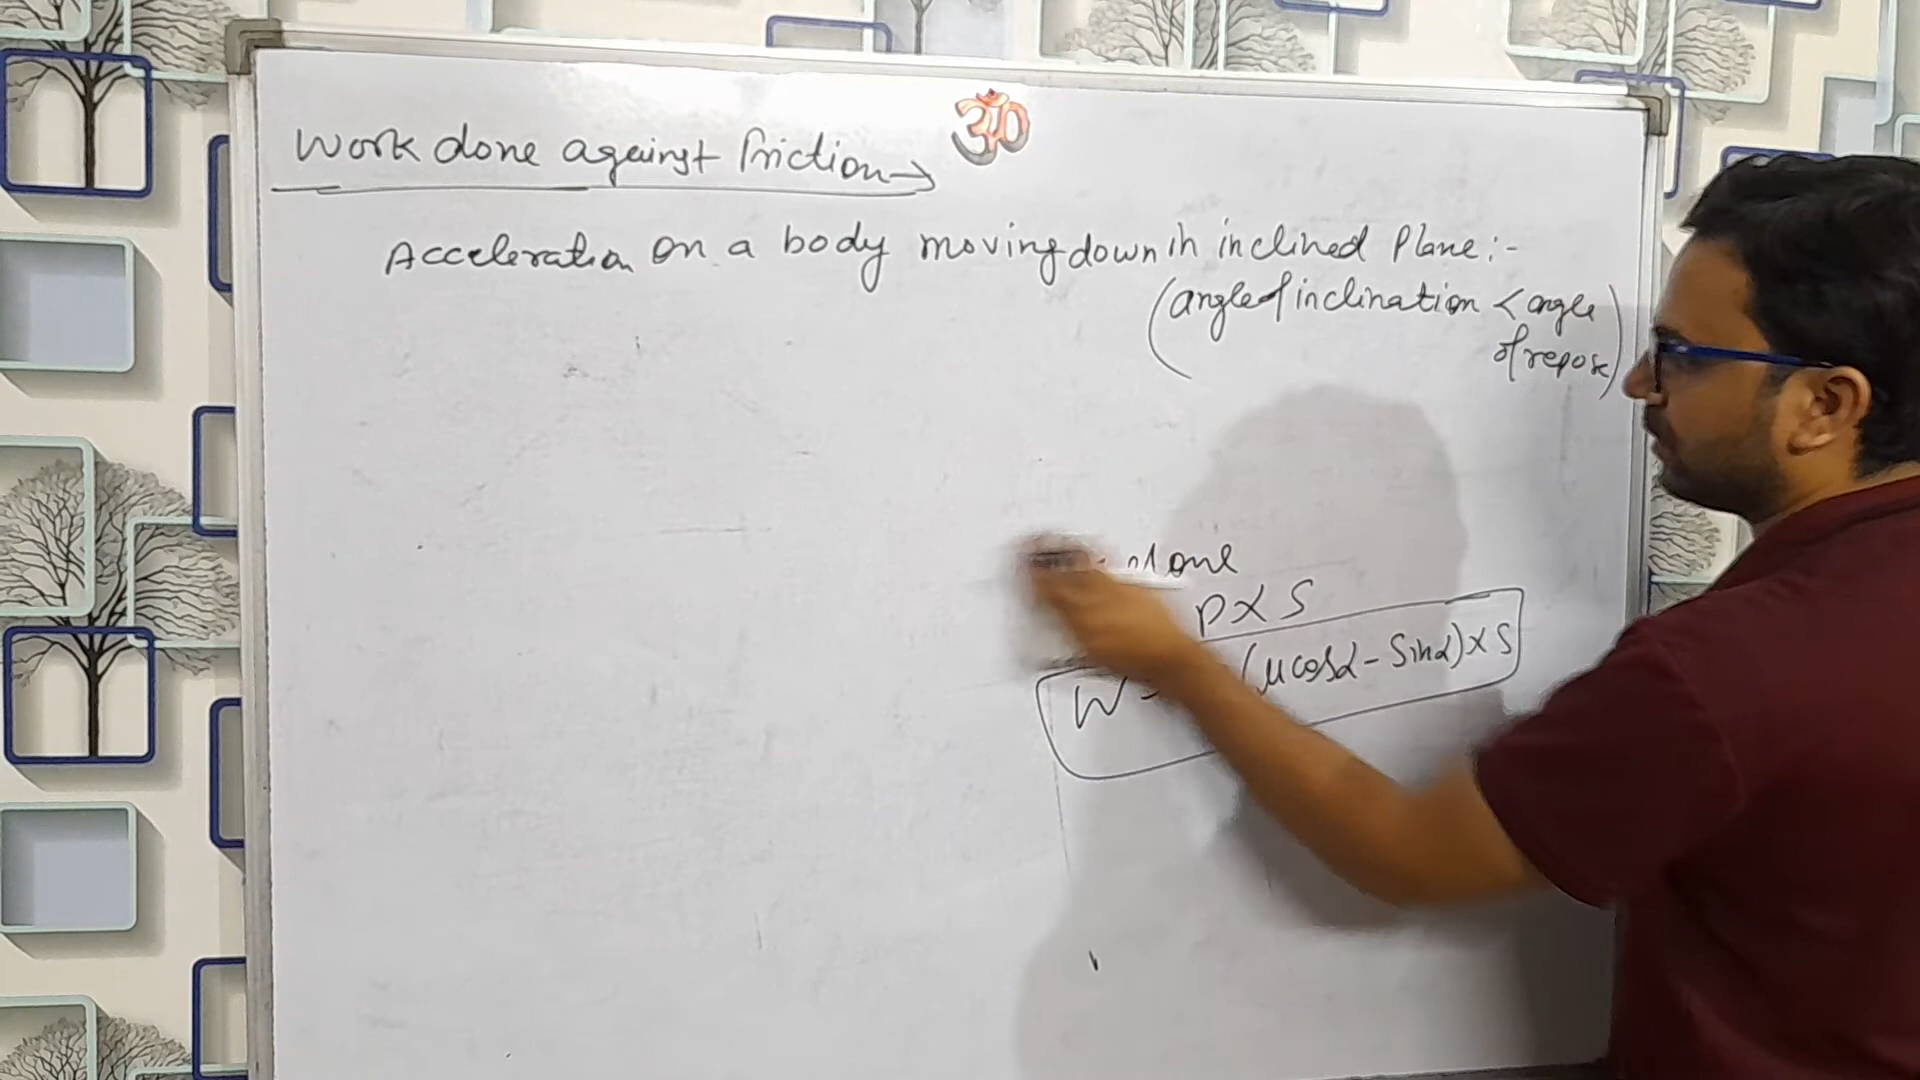 ॐ
Work done against friction →
Acceleration on a body moving down in inclined Plane :-
(angle of inclination < angle
of repose)
P x S
W = (μcosα - Sinα) x S